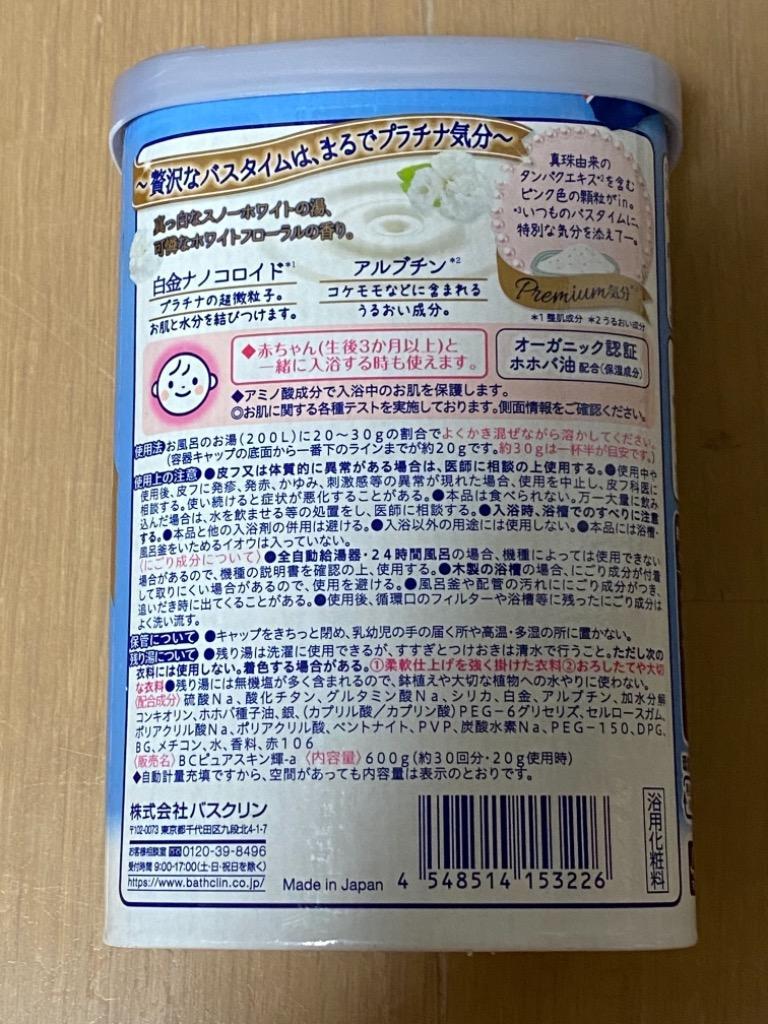 ～贅沢なバスタイムは、まるでプラチナ気分～
真っ白なスノーホワイトの湯、
可憐なホワイトフローラルの香り。
真珠由来の
タンパクエキス*2を含む
ピンク色の顆粒がin。
*3いつものバスタイムに、
特別な気分を添えて―。
Premium気分*3
*1 整肌成分 *2 うるおい成分
白金ナノコロイド*1
プラチナの超微粒子。
お肌と水分を結びつけます。
アルブチン*2
コケモモなどに含まれる
うるおい成分。
◆赤ちゃん(生後3か月以上)と
一緒に入浴する時も使えます。
オーガニック認証
ホホバ油 配合(保湿成分)
◆アミノ酸成分で入浴中のお肌を保護します。
◎お肌に関する各種テストを実施しております。側面情報をご確認ください。
使用法 お風呂のお湯(200L)に20～30gの割合でよくかき混ぜながら溶かしてください。
(容器キャップの底面から一番下のラインまでが約20gです。約30gは一杯半が目安です。)
使用上の注意 ●皮フ又は体質的に異常がある場合は、医師に相談の上使用する。●使用中や
使用後、皮フに発疹、発赤、かゆみ、刺激感等の異常が現れた場合、使用を中止し、皮フ科医に
相談する。使い続けると症状が悪化することがある。●本品は食べられない。万一大量に飲み
込んだ場合は、水を飲ませる等の処置をし、医師に相談する。●入浴時、浴槽でのすべりに注意
する。●本品と他の入浴剤の併用は避ける。●入浴以外の用途には使用しない。●本品には浴槽・
風呂釜をいためるイオウは入っていない。
〈にごり成分について〉●全自動給湯器・24時間風呂の場合、機種によっては使用できない
場合があるので、機種の説明書を確認の上、使用する。●木製の浴槽の場合、にごり成分が付着
して取りにくい場合があるので、使用を避ける。●風呂釜や配管の汚れににごり成分がつき、
追いだき時に出てくることがある。●使用後、循環口のフィルターや浴槽等に残ったにごり成分は
よく洗い流す。
保管について ●キャップをきちっと閉め、乳幼児の手の届く所や高温・多湿の所に置かない。
残り湯について ●残り湯は洗濯に使用できるが、すすぎとつけおきは清水で行うこと。ただし次の
衣料には使用しない。着色する場合がある。①柔軟仕上げを強く掛けた衣料②おろしたてや大切
な衣料●残り湯には無機塩が多く含まれるので、鉢植えや大切な植物への水やりに使わない。
〈配合成分〉硫酸Na、酸化チタン、グルタミン酸Na、シリカ、白金、アルブチン、加水分解
コンキオリン、ホホバ種子油、銀、(カプリル酸/カプリン酸)PEG-6グリセリズ、セルロースガム、
ポリアクリル酸Na、ポリアクリル酸、ベントナイト、PVP、炭酸水素Na、PEG-150、DPG、
BG、メチコン、水、香料、赤106
〈販売名〉BCピュアスキン輝-a 〈内容量〉600g(約30回分・20g使用時)
◆自動計量充填ですから、空間があっても内容量は表示のとおりです。
株式会社バスクリン
〒102-0073 東京都千代田区九段北4-1-7
お客様相談室 0120-39-8496
受付時間 9:00-17:00(土・日・祝日を除く)
https://www.bathclin.co.jp/
Made in Japan
4 548514 153226
浴用化粧料